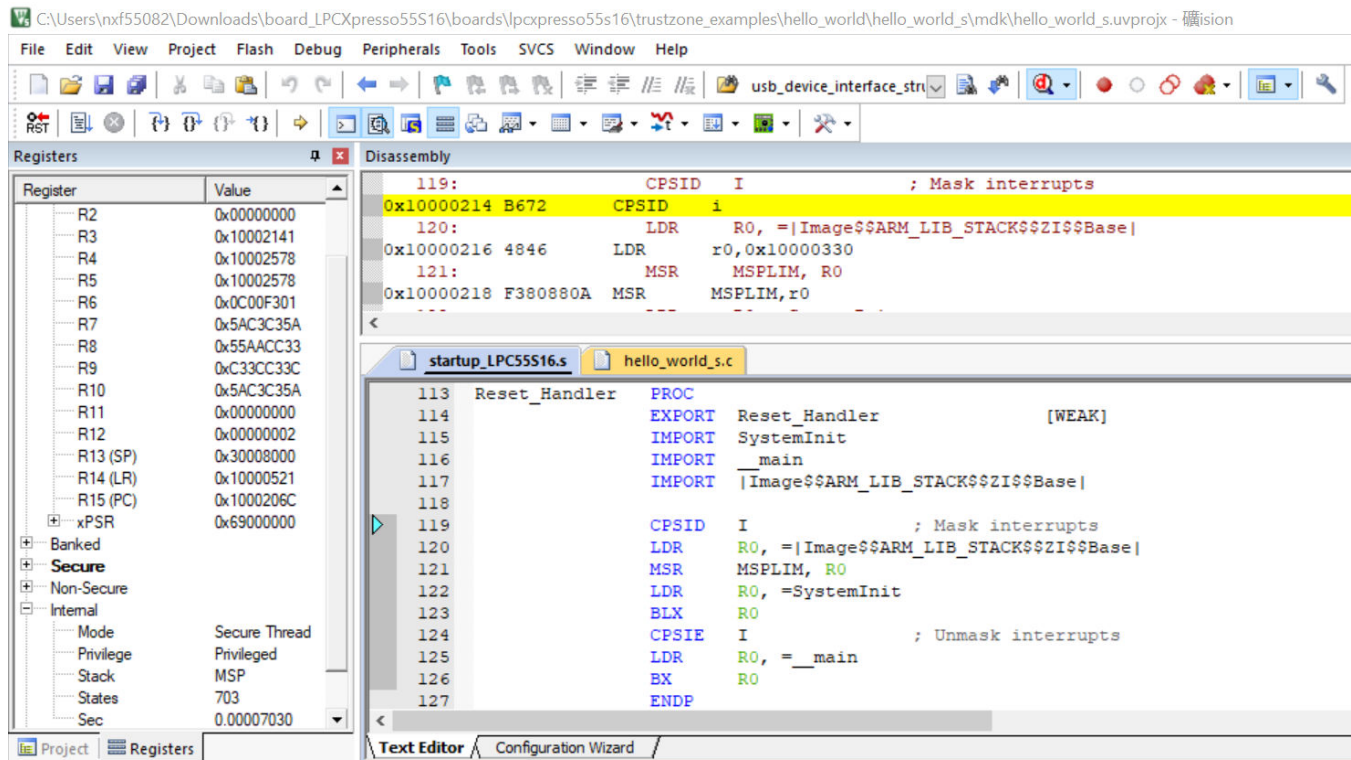 C:\Users\nxf55082\Downloads\board_LPCXpresso55S16\boards\lpcxpresso55s16\trustzone_examples\hello_world\hello_world_s\mdk\hello_world_s.uvprojx - 礦ision
File Edit View Project Flash Debug Peripherals Tools SVCS Window Help
usb_device_interface_stru
RST
Registers
Register Value
R2 0x00000000
R3 0x10002141
R4 0x10002578
R5 0x10002578
R6 0x0C00F301
R7 0x5AC3C35A
R8 0x55AACC33
R9 0xC33CC33C
R10 0x5AC3C35A
R11 0x00000000
R12 0x00000002
R13 (SP) 0x30008000
R14 (LR) 0x10000521
R15 (PC) 0x1000206C
xPSR 0x69000000
Banked
Secure
Non-Secure
Internal
Mode Secure Thread
Privilege Privileged
Stack MSP
States 703
Sec 0.00007030
Project Registers
Disassembly
119: CPSID I ; Mask interrupts
0x10000214 B672 CPSID i
120: LDR R0, =|Image$$ARM_LIB_STACK$$ZI$$Base|
0x10000216 4846 LDR r0,0x10000330
121: MSR MSPLIM, R0
0x10000218 F380880A MSR MSPLIM,r0
startup_LPC55S16.s hello_world_s.c
113 Reset_Handler PROC
114 EXPORT Reset_Handler [WEAK]
115 IMPORT SystemInit
116 IMPORT __main
117 IMPORT |Image$$ARM_LIB_STACK$$ZI$$Base|
118
119 CPSID I ; Mask interrupts
120 LDR R0, =|Image$$ARM_LIB_STACK$$ZI$$Base|
121 MSR MSPLIM, R0
122 LDR R0, =SystemInit
123 BLX R0
124 CPSIE I ; Unmask interrupts
125 LDR R0, =__main
126 BX R0
127 ENDP
Text Editor Configuration Wizard